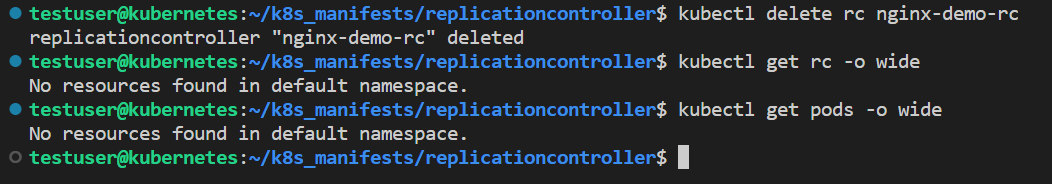 testuser@kubernetes:~/k8s_manifests/replicationcontroller$ kubectl delete rc nginx-demo-rc
replicationcontroller "nginx-demo-rc" deleted
testuser@kubernetes:~/k8s_manifests/replicationcontroller$ kubectl get rc -o wide
No resources found in default namespace.
testuser@kubernetes:~/k8s_manifests/replicationcontroller$ kubectl get pods -o wide
No resources found in default namespace.
testuser@kubernetes:~/k8s_manifests/replicationcontroller$